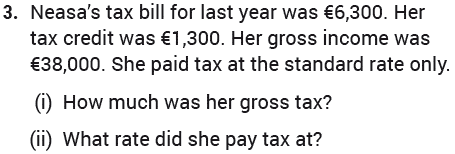 3. Neasa's tax bill for last year was €6,300. Her
tax credit was €1,300. Her gross income was
€38,000. She paid tax at the standard rate only.
(i) How much was her gross tax?
(ii) What rate did she pay tax at?